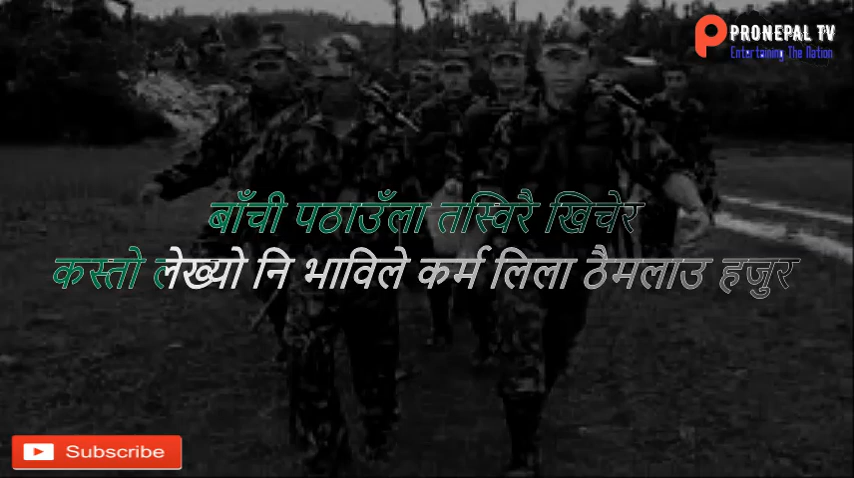 PRONEPAL TV
Entertaining The Nation
बाँची पठाउँला तस्विरै खिचेर
कस्तो लेख्यो नि भाविले कर्म लिला ठैमलाउ हजुर
Subscribe